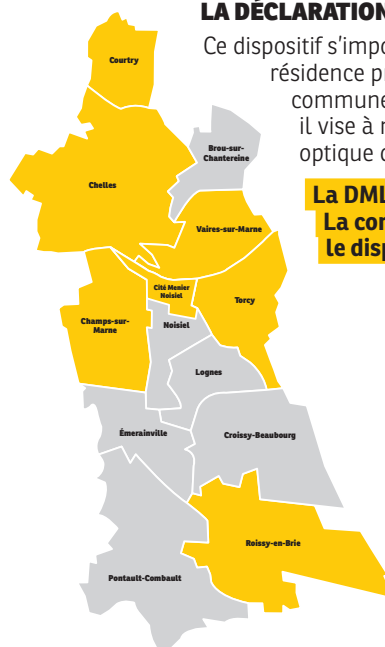 LA DÉCLARATION
Ce dispositif s'impo
résidence pr
commune
il vise à
optique
La DML
La con
le disp
Courtry
Brou-sur-
Chantereine
Chelles
Vaires-sur-Marne
Cité Menier
Noisiel
Torcy
Champs-sur-
Marne
Noisiel
Lognes
Émerainville
Croissy-Beaubourg
Roissy-en-Brie
Pontault-Combault